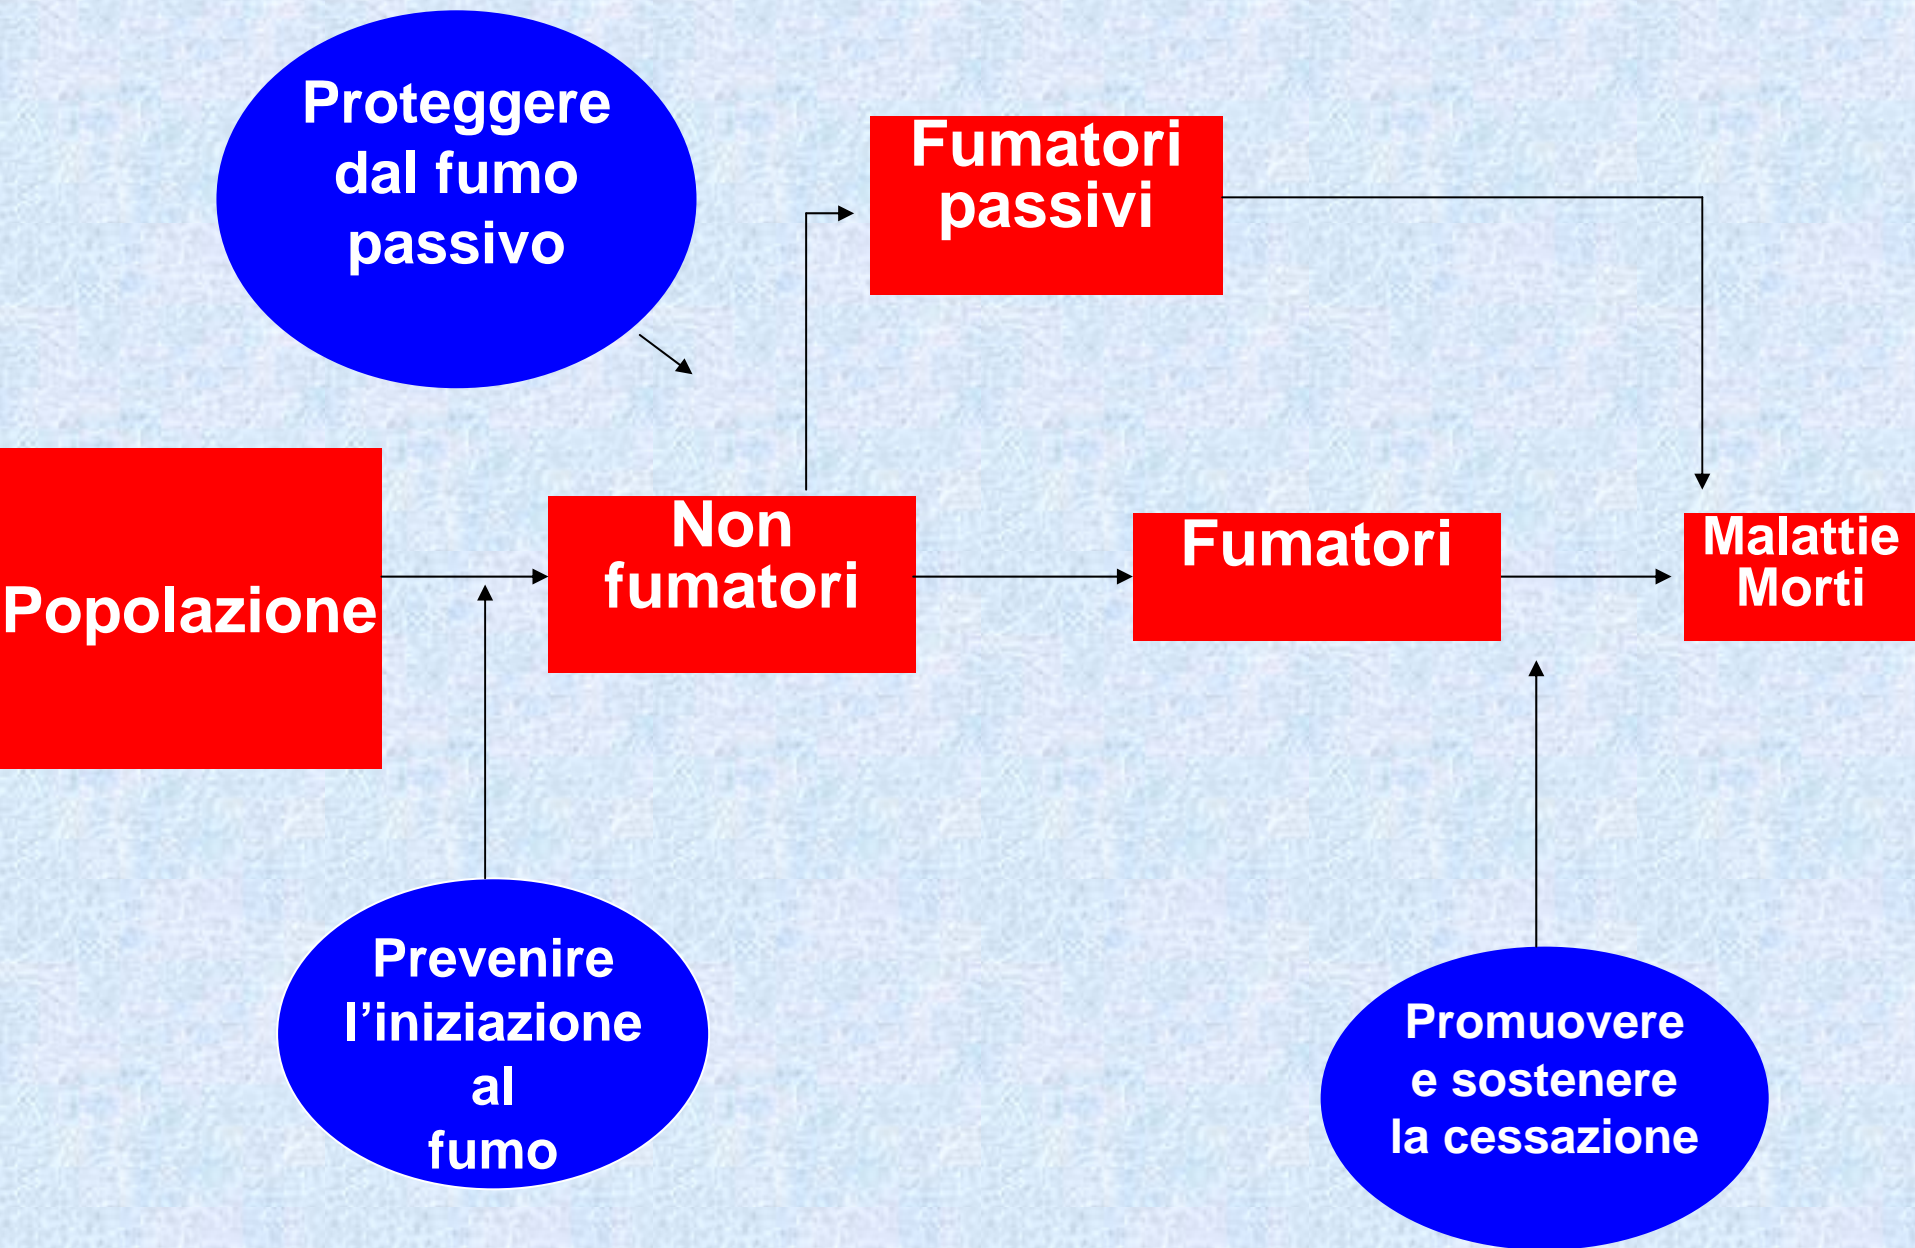 Proteggere
dal fumo
passivo
Fumatori
passivi
Popolazione
Non
fumatori
Fumatori
Malattie
Morti
Prevenire
l’iniziazione
al
fumo
Promuovere
e sostenere
la cessazione